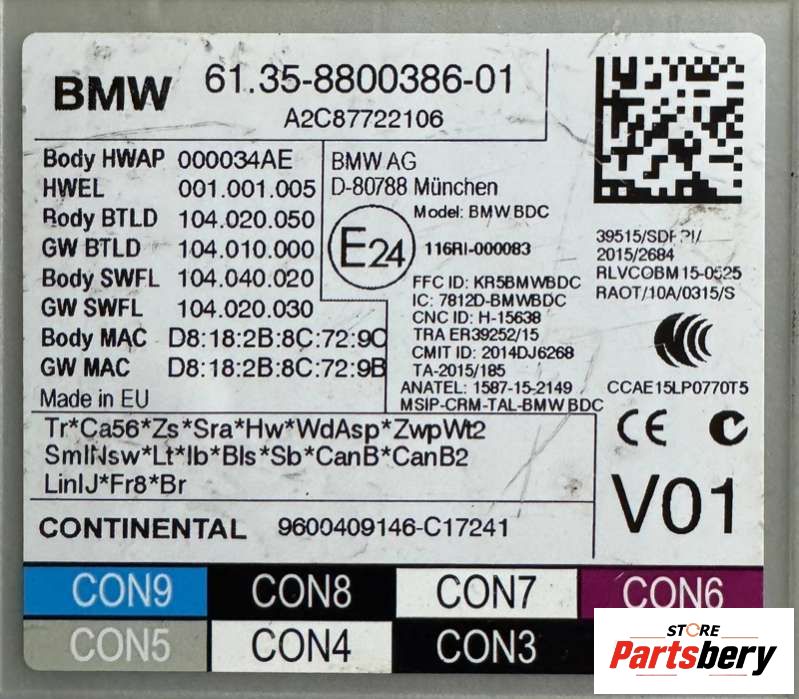 BMW 61.35-8800386-01
A2C87722106
Body HWAP 000034AE
HWEL 001.001.005
Body BTLD 104.020.050
GW BTLD 104.010.000
Body SWFL 104.040.020
GW SWFL 104.020.030
Body MAC D8:18:2B:8C:72:9C
GW MAC D8:18:2B:8C:72:9B
Made in EU
BMW AG
D-80788 München
Model: BMW BDC
E24 116RI-000083
FFC ID: KR5BMWBDC
IC: 7812D-BMWBDC
CNC ID: H-15638
TRA ER39252/15
CMIT ID: 2014DJ6268
TA-2015/185
ANATEL: 1587-15-2149
MSIP-CRM-TAL-BMW BDC
2015/2684
RLVCOBM15-0525
RAOT/10A/0315/S
CCAE15LP0770T5
CE
Tr*Ca56*Zs*Sra*Hw*WdAsp*ZwpWt2
SmlNsw*Lt*Ib*Bls*Sb*CanB*CanB2
LinIJ*Fr8*Br
V01
CONTINENTAL 9600409146-C17241
CON9 CON8 CON7 CON6
CON5 CON4 CON3
STORE
Partsbery